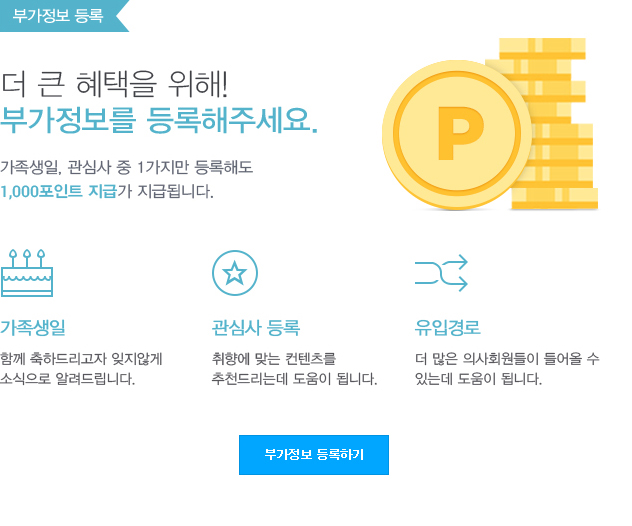 부가정보 등록
더 큰 혜택을 위해!
부가정보를 등록해주세요.
가족생일, 관심사 중 1가지만 등록해도
1,000포인트 지급가 지급됩니다.
P
가족생일
함께 축하드리고자 잊지않게
소식으로 알려드립니다.
관심사 등록
취향에 맞는 컨텐츠를
추천드리는데 도움이 됩니다.
유입경로
더 많은 의사회원들이 들어올 수
있는데 도움이 됩니다.
부가정보 등록하기